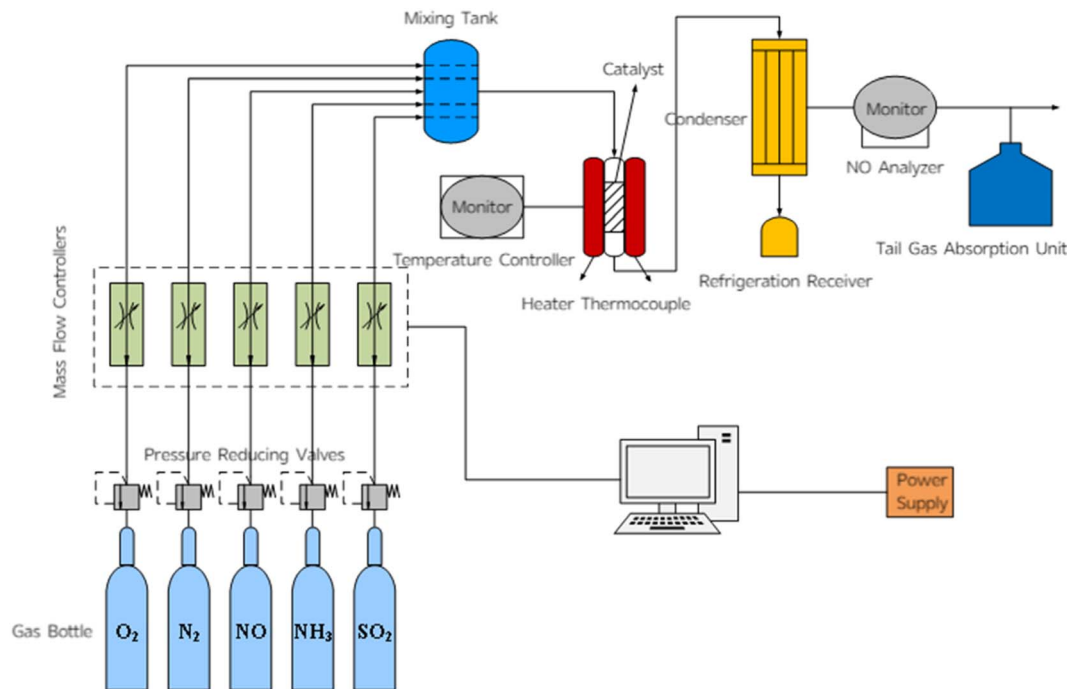 Mixing Tank
Catalyst
Condenser
Monitor
NO Analyzer
Tail Gas Absorption Unit
Monitor
Temperature Controller
Heater Thermocouple
Refrigeration Receiver
Mass Flow Controllers
Pressure Reducing Valves
Power
Supply
Gas Bottle
O₂
N₂
NO
NH₃
SO₂